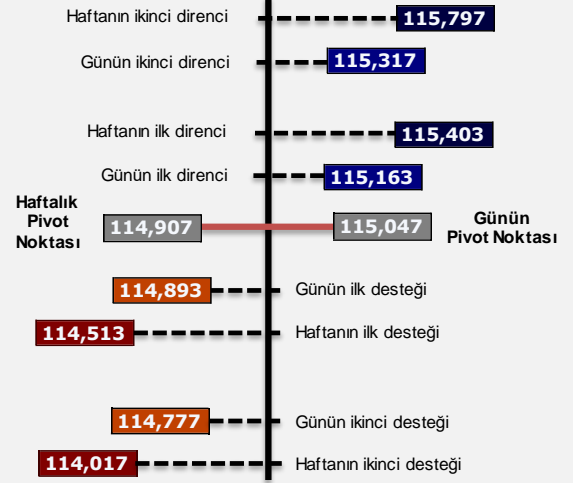 Haftanın ikinci direnci 115,797
Günün ikinci direnci 115,317
Haftanın ilk direnci 115,403
Günün ilk direnci 115,163
Haftalık
Pivot
Noktası
114,907 115,047
Günün
Pivot Noktası
114,893 Günün ilk desteği
114,513 Haftanın ilk desteği
114,777 Günün ikinci desteği
114,017 Haftanın ikinci desteği